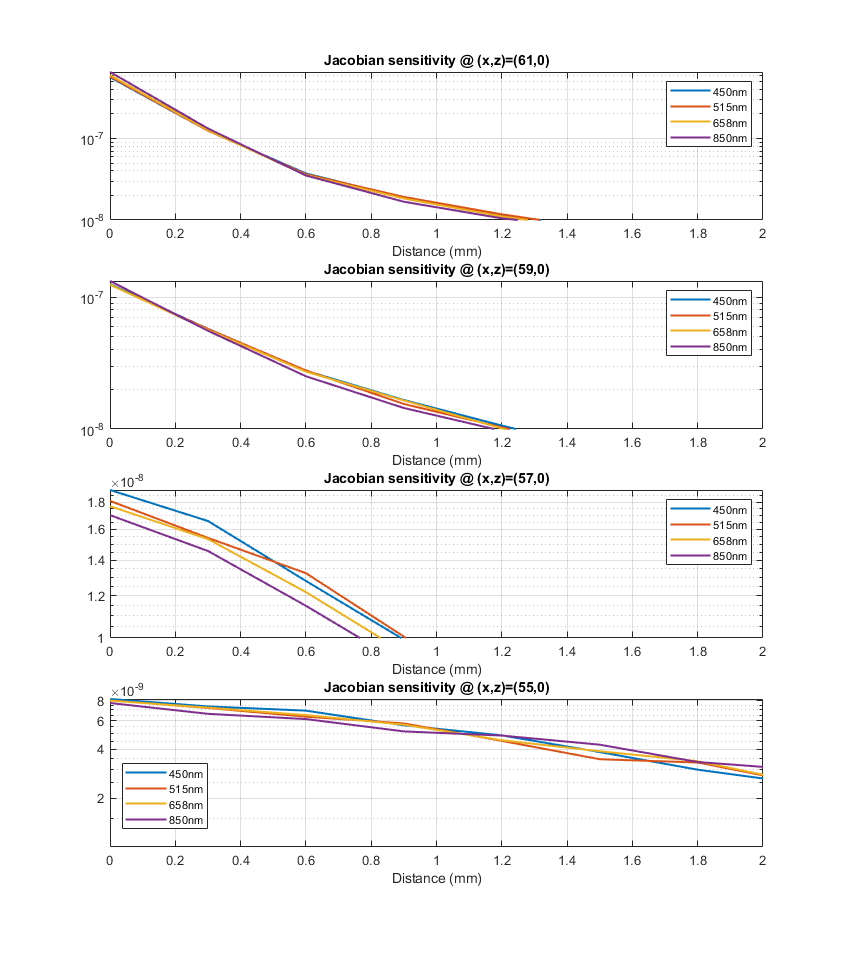 Jacobian sensitivity @ (x,z)=(61,0)
10^-7
10^-8
450nm
515nm
658nm
850nm
0 0.2 0.4 0.6 0.8 1 1.2 1.4 1.6 1.8 2
Distance (mm)
Jacobian sensitivity @ (x,z)=(59,0)
10^-7
10^-8
450nm
515nm
658nm
850nm
0 0.2 0.4 0.6 0.8 1 1.2 1.4 1.6 1.8 2
Distance (mm)
Jacobian sensitivity @ (x,z)=(57,0)
×10^-8
1.8
1.6
1.4
1.2
1
450nm
515nm
658nm
850nm
0 0.2 0.4 0.6 0.8 1 1.2 1.4 1.6 1.8 2
Distance (mm)
Jacobian sensitivity @ (x,z)=(55,0)
×10^-9
8
6
4
2
450nm
515nm
658nm
850nm
0 0.2 0.4 0.6 0.8 1 1.2 1.4 1.6 1.8 2
Distance (mm)